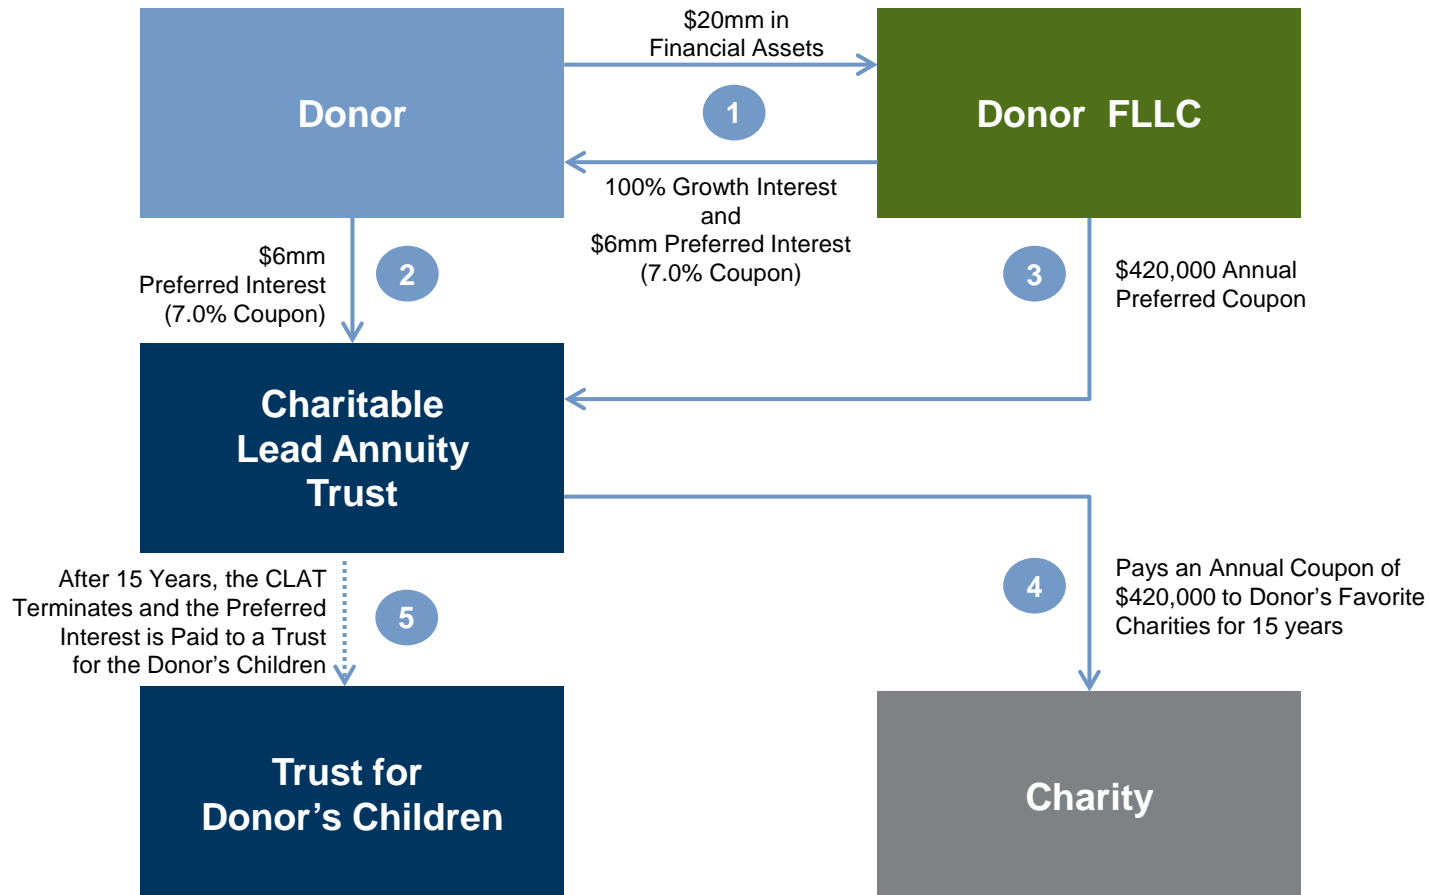 $20mm in
Financial Assets
Donor
1
Donor FLLC
100% Growth Interest
and
$6mm Preferred Interest
(7.0% Coupon)
$6mm
Preferred Interest
(7.0% Coupon)
2
3
$420,000 Annual
Preferred Coupon
Charitable
Lead Annuity
Trust
After 15 Years, the CLAT
Terminates and the Preferred
Interest is Paid to a Trust
for the Donor’s Children
5
4
Pays an Annual Coupon of
$420,000 to Donor’s Favorite
Charities for 15 years
Trust for
Donor’s Children
Charity